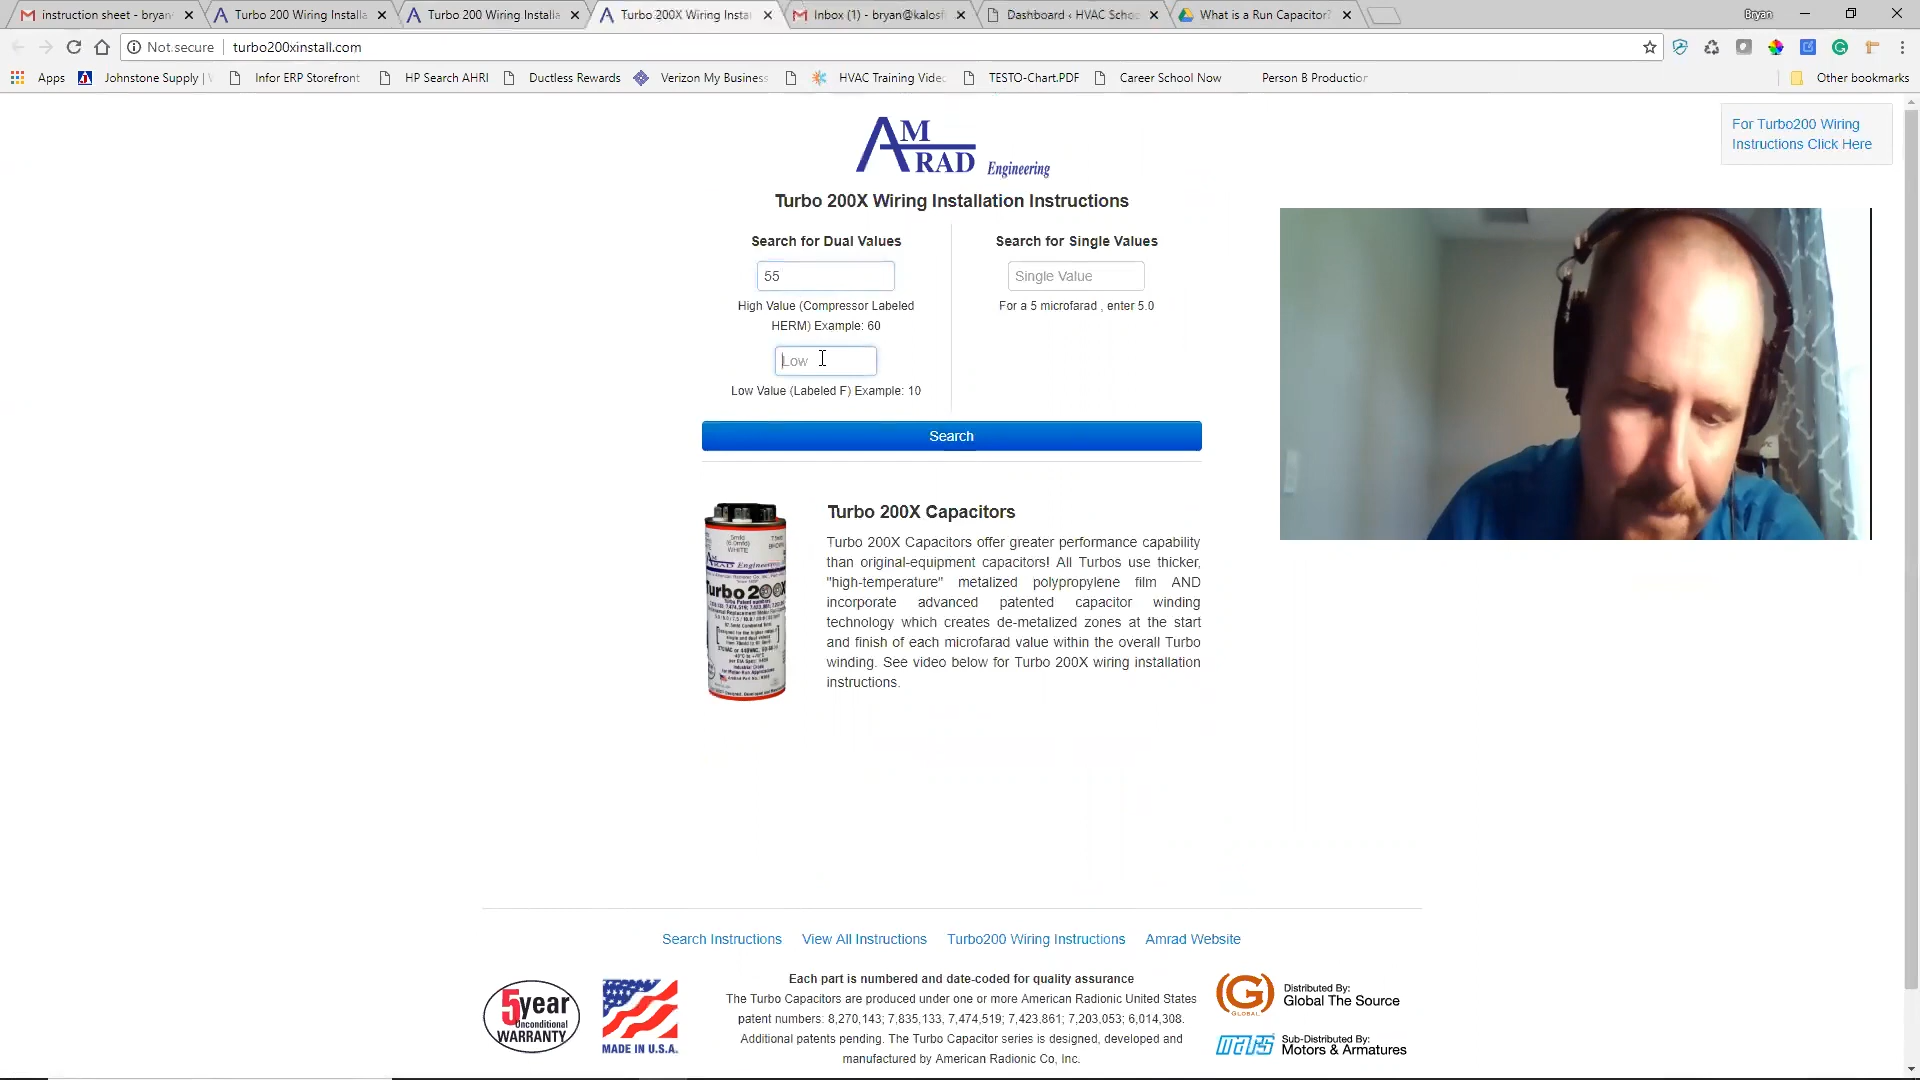 instruction sheet - bryan
Turbo 200 Wiring Installa
Turbo 200 Wiring Installa
Turbo 200X Wiring Insta
Inbox (1) - bryan@kalosf
Dashboard ‹ HVAC Schoo
What is a Run Capacitor?
Bryan
Not secure
turbo200xinstall.com
Apps
Johnstone Supply |
Infor ERP Storefront
HP Search AHRI
Ductless Rewards
Verizon My Business
HVAC Training Video
TESTO-Chart.PDF
Career School Now
Person B Production
Other bookmarks
For Turbo200 Wiring
Instructions Click Here
AM
RAD Engineering
Turbo 200X Wiring Installation Instructions
Search for Dual Values
Search for Single Values
55
Single Value
High Value (Compressor Labeled
HERM) Example: 60
For a 5 microfarad , enter 5.0
Low
Low Value (Labeled F) Example: 10
Search
Turbo 200X Capacitors
Turbo 200X Capacitors offer greater performance capability
than original-equipment capacitors! All Turbos use thicker,
"high-temperature" metalized polypropylene film AND
incorporate advanced patented capacitor winding
technology which creates de-metalized zones at the start
and finish of each microfarad value within the overall Turbo
winding. See video below for Turbo 200X wiring installation
instructions.
WHITE
Engineering
Turbo 200X
Search Instructions
View All Instructions
Turbo200 Wiring Instructions
Amrad Website
5year
Unconditional
WARRANTY
MADE IN U.S.A.
Each part is numbered and date-coded for quality assurance
The Turbo Capacitors are produced under one or more American Radionic United States
patent numbers: 8,270,143; 7,835,133, 7,474,519; 7,423,861; 7,203,053; 6,014,308.
Additional patents pending. The Turbo Capacitor series is designed, developed and
manufactured by American Radionic Co, Inc.
G
GLOBAL
Distributed By:
Global The Source
mars
Sub-Distributed By:
Motors & Armatures